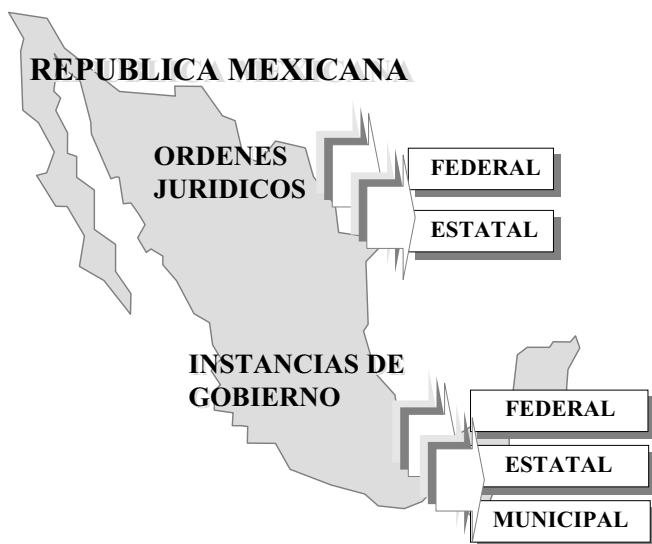 REPUBLICA MEXICANA
ORDENES
JURIDICOS
FEDERAL
ESTATAL
INSTANCIAS DE
GOBIERNO
FEDERAL
ESTATAL
MUNICIPAL